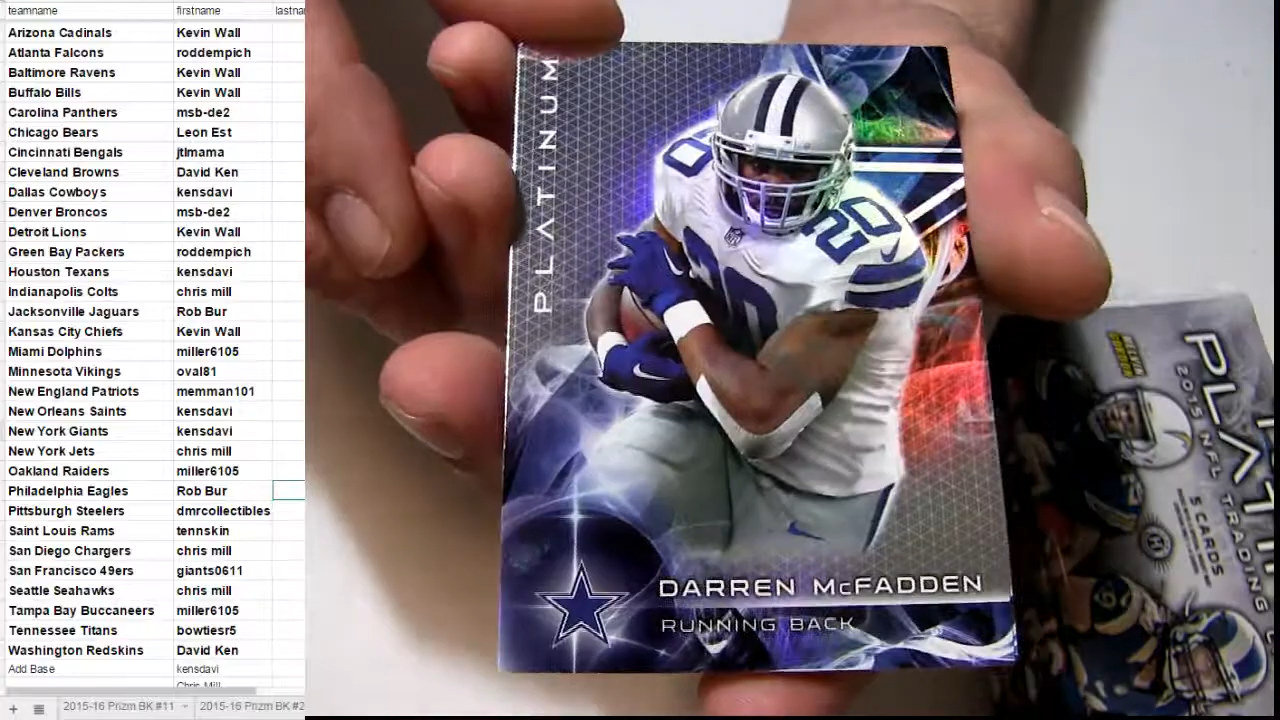 teamname firstname lastna
Arizona Cadinals Kevin Wall
Atlanta Falcons roddempich
Baltimore Ravens Kevin Wall
Buffalo Bills Kevin Wall
Carolina Panthers msb-de2
Chicago Bears Leon Est
Cincinnati Bengals jtlmama
Cleveland Browns David Ken
Dallas Cowboys kensdavi
Denver Broncos msb-de2
Detroit Lions Kevin Wall
Green Bay Packers roddempich
Houston Texans kensdavi
Indianapolis Colts chris mill
Jacksonville Jaguars Rob Bur
Kansas City Chiefs Kevin Wall
Miami Dolphins miller6105
Minnesota Vikings oval81
New England Patriots memman101
New Orleans Saints kensdavi
New York Giants kensdavi
New York Jets chris mill
Oakland Raiders miller6105
Philadelphia Eagles Rob Bur
Pittsburgh Steelers dmrcollectibles
Saint Louis Rams tennskin
San Diego Chargers chris mill
San Francisco 49ers giants0611
Seattle Seahawks chris mill
Tampa Bay Buccaneers miller6105
Tennessee Titans bowtiesr5
Washington Redskins David Ken
Add Base kensdavi
Chris Mill
2015-16 Prizm BK #11 2015-16 Prizm BK #2
PLATINUM
20
20
20
NFL
DARREN McFADDEN
RUNNING BACK
PLATI
2015 NFL TRADING
5 CARDS